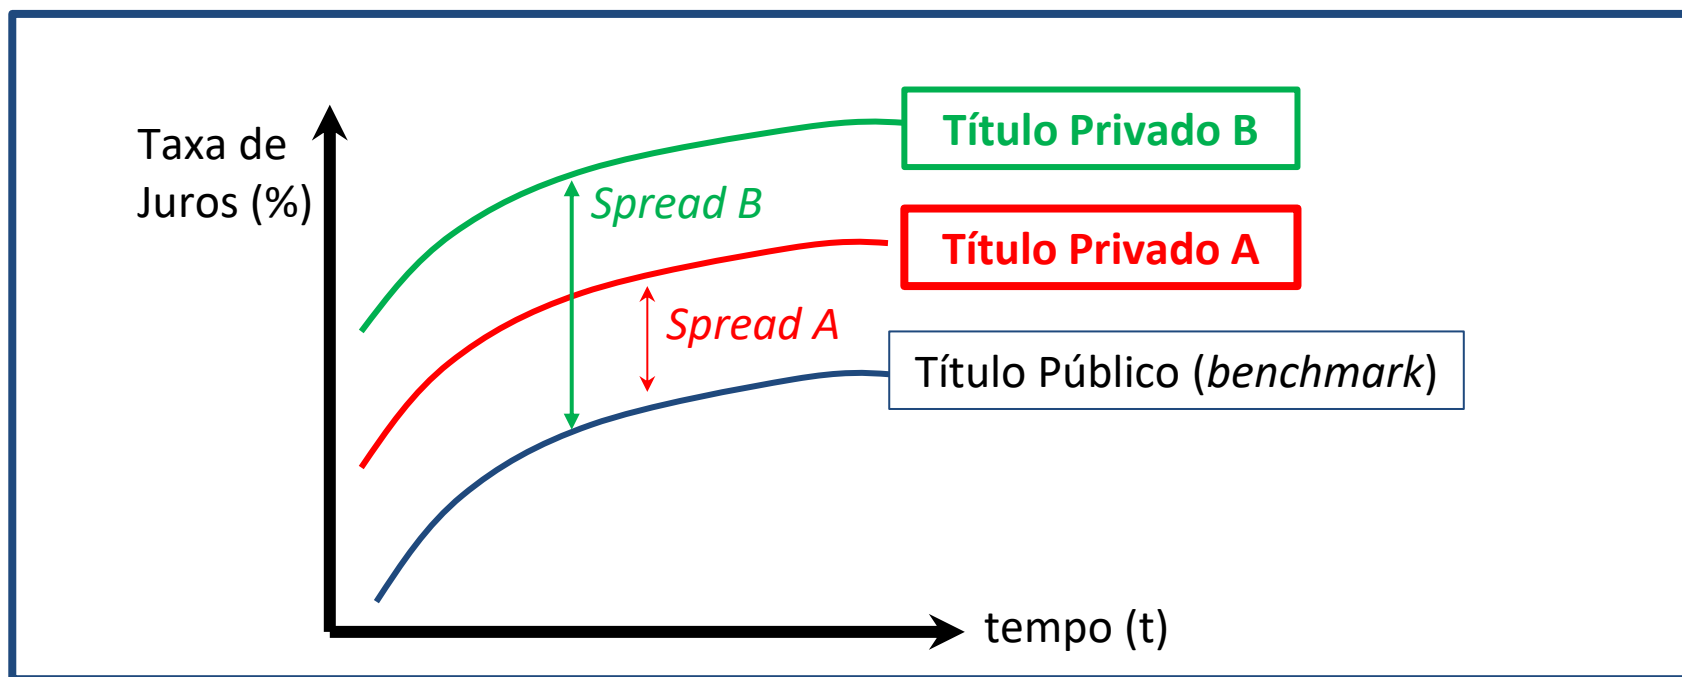 Taxa de
Juros (%)
Título Privado B
Spread B
Título Privado A
Spread A
Título Público (benchmark)
tempo (t)